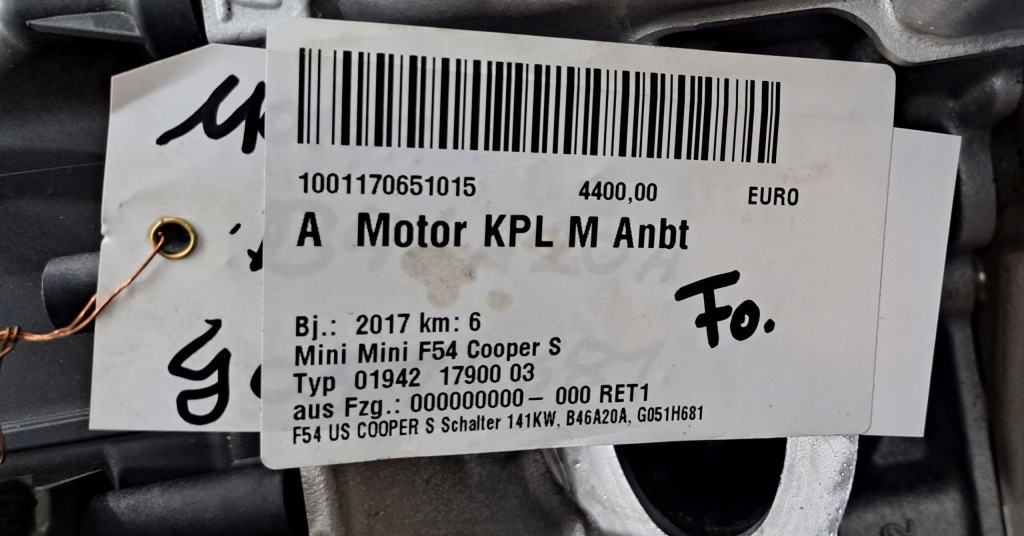 1001170651015 4400,00 EURO
A Motor KPL M Anbt
Fo.
Bj.: 2017 km: 6
Mini Mini F54 Cooper S
Typ 01942 17900 03
aus Fzg.: 000000000 – 000 RET1
F54 US COOPER S Schalter 141KW, B46A20A, G051H681